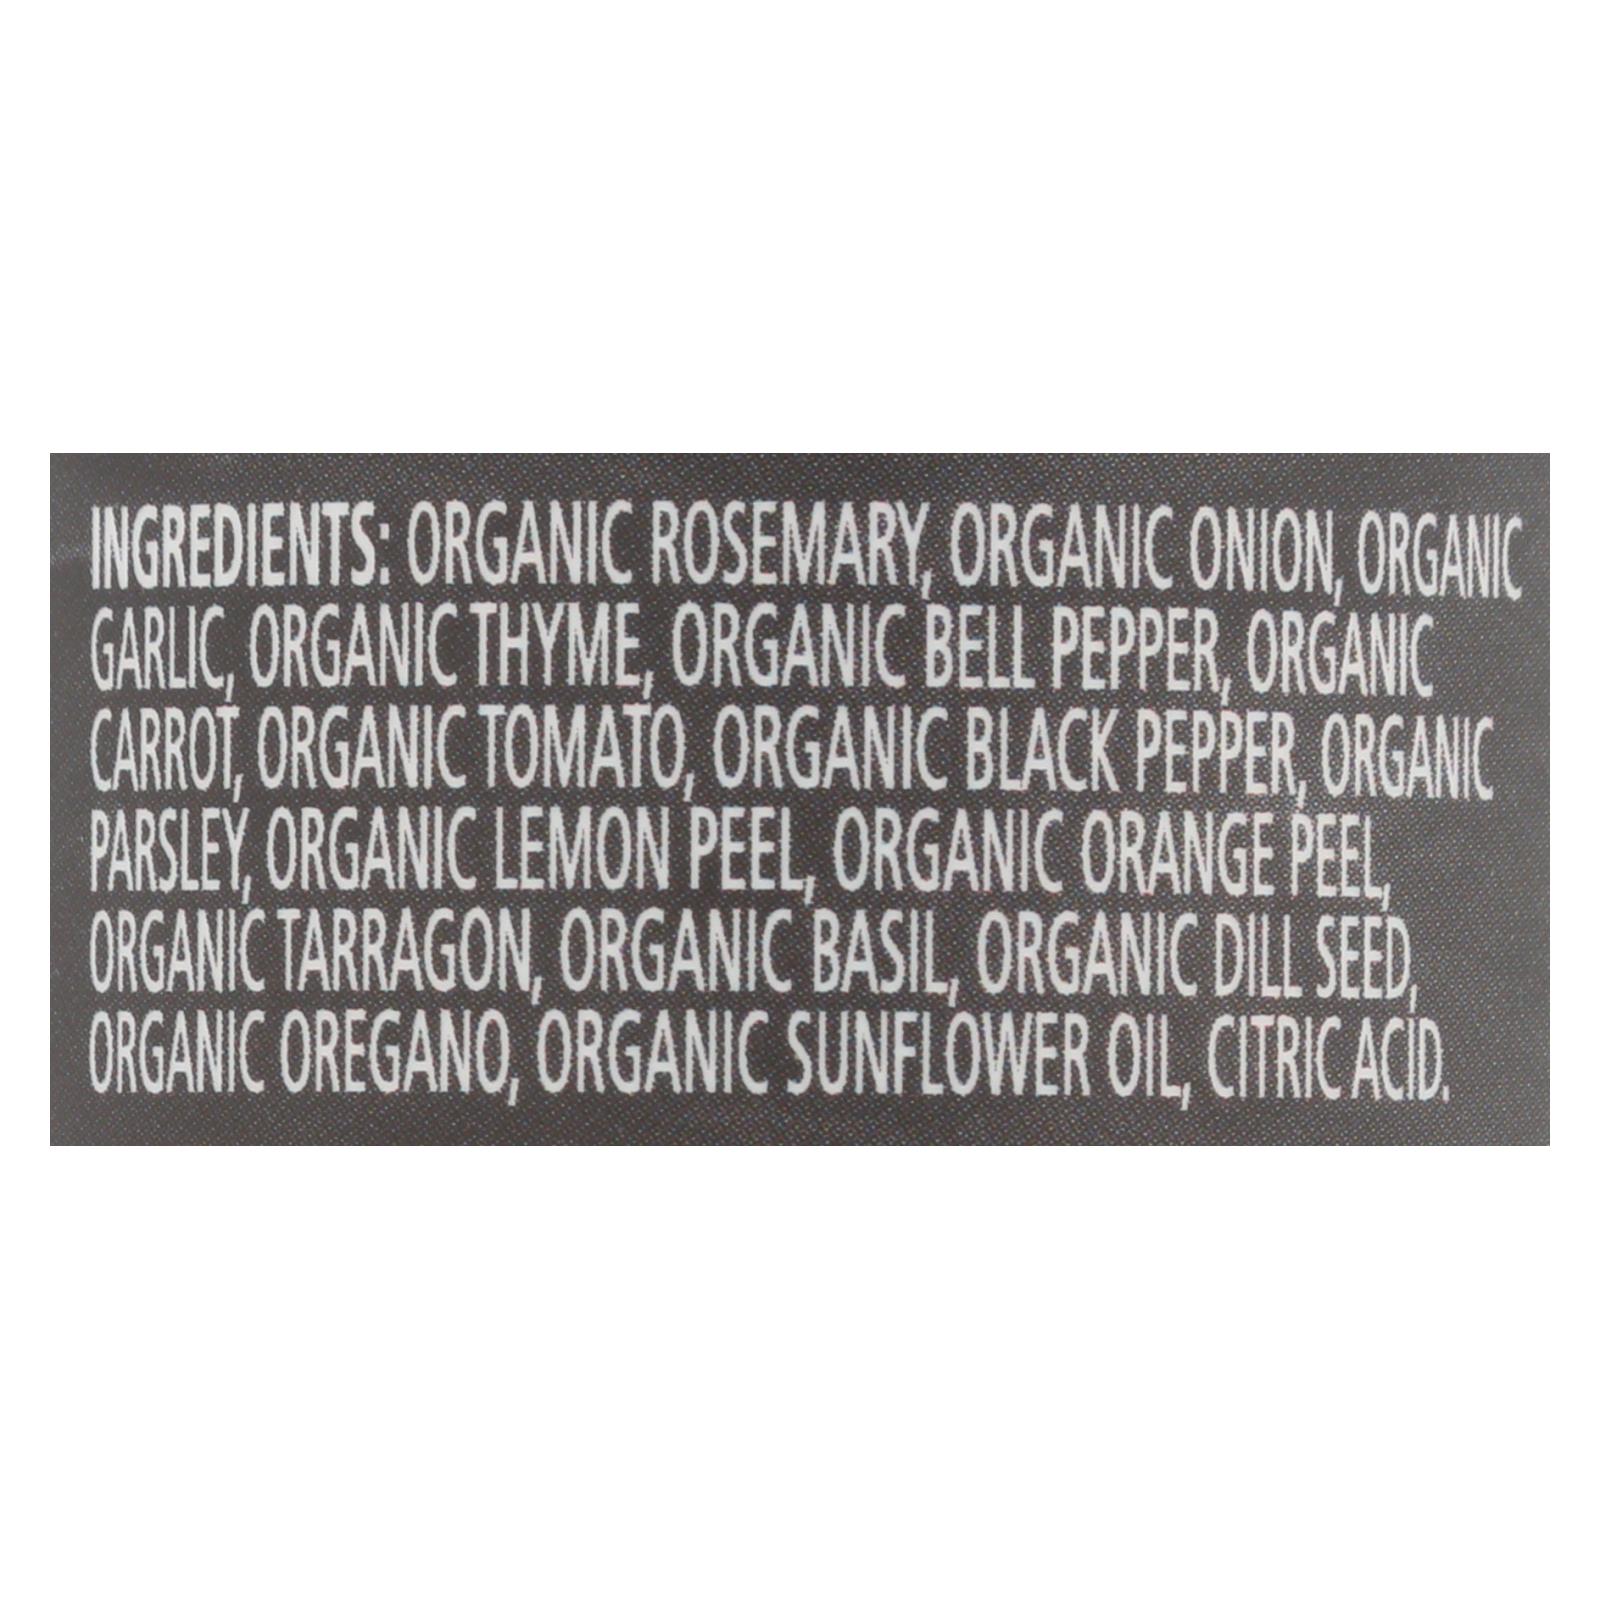 INGREDIENTS: ORGANIC ROSEMARY, ORGANIC ONION, ORGANIC
GARLIC, ORGANIC THYME, ORGANIC BELL PEPPER, ORGANIC
CARROT, ORGANIC TOMATO, ORGANIC BLACK PEPPER, ORGANIC
PARSLEY, ORGANIC LEMON PEEL, ORGANIC ORANGE PEEL,
ORGANIC TARRAGON, ORGANIC BASIL, ORGANIC DILL SEED,
ORGANIC OREGANO, ORGANIC SUNFLOWER OIL, CITRIC ACID.